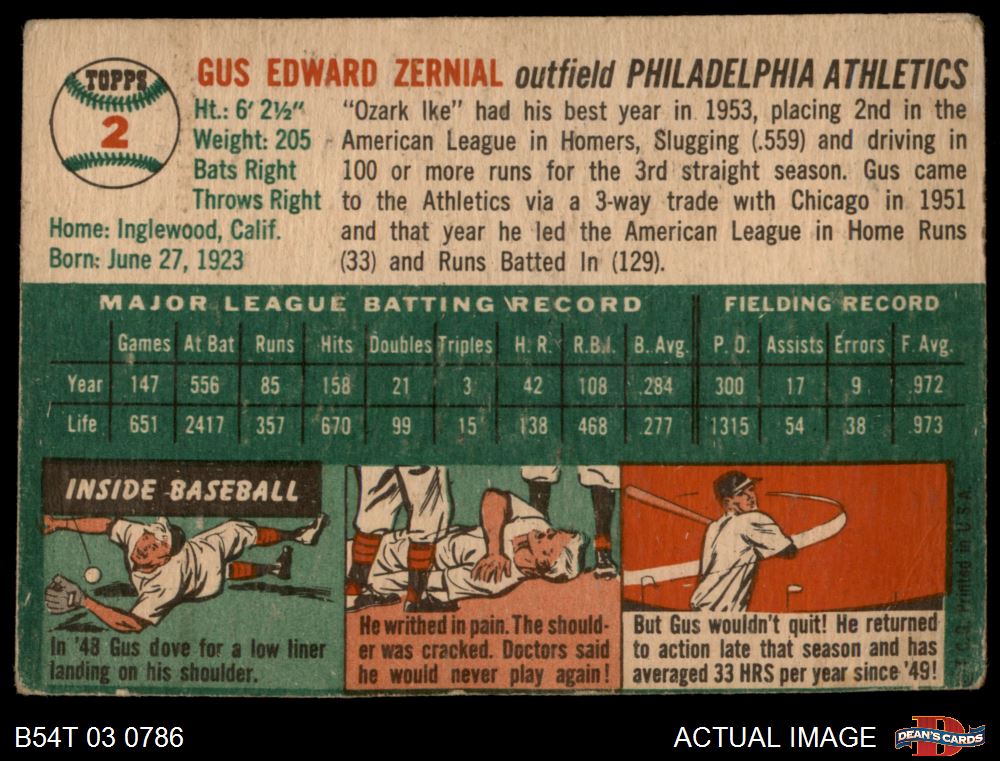 TOPPS
2
GUS EDWARD ZERNIAL outfield PHILADELPHIA ATHLETICS
Ht.: 6' 2½"
Weight: 205
Bats Right
Throws Right
Home: Inglewood, Calif.
Born: June 27, 1923
"Ozark Ike" had his best year in 1953, placing 2nd in the
American League in Homers, Slugging (.559) and driving in
100 or more runs for the 3rd straight season. Gus came
to the Athletics via a 3-way trade with Chicago in 1951
and that year he led the American League in Home Runs
(33) and Runs Batted In (129).
MAJOR LEAGUE BATTING RECORD FIELDING RECORD
Games At Bat Runs Hits Doubles Triples H. R. R.B.I. B. Avg. P. O. Assists Errors F. Avg.
Year 147 556 85 158 21 3 42 108 .284 300 17 9 .972
Life 651 2417 357 670 99 15 138 468 .277 1315 54 38 .973
INSIDE BASEBALL
In '48 Gus dove for a low liner
landing on his shoulder.
He writhed in pain. The should-
er was cracked. Doctors said
he would never play again!
But Gus wouldn't quit! He returned
to action late that season and has
averaged 33 HRS per year since '49!
T. C. G. Printed in U.S.A.
B54T 03 0786
ACTUAL IMAGE
DEAN'S CARDS